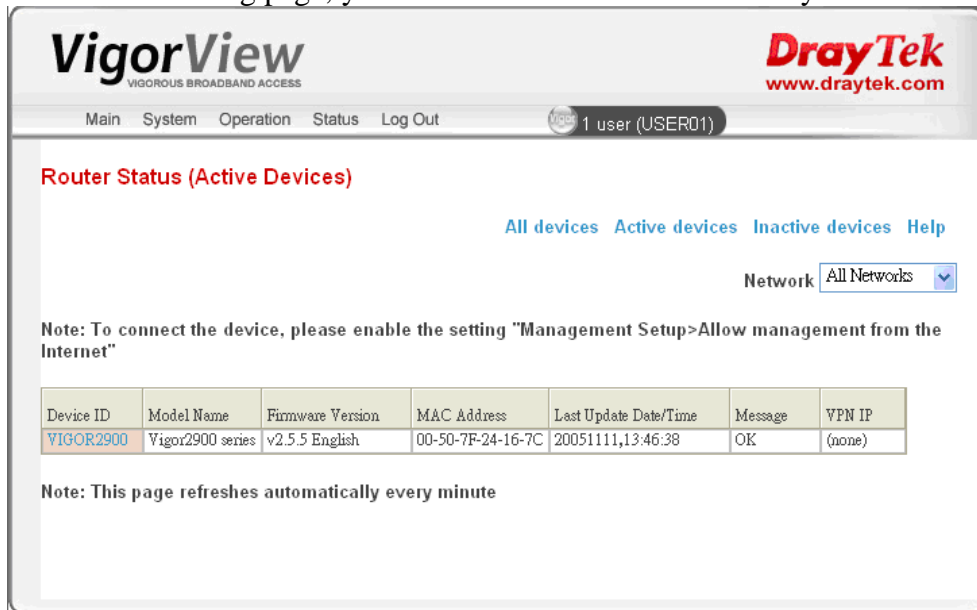 VigorView
VIGOROUS BROADBAND ACCESS
DrayTek
www.draytek.com
Main System Operation Status Log Out
1 user (USER01)
Router Status (Active Devices)
All devices Active devices Inactive devices Help
Network All Networks
Note: To connect the device, please enable the setting "Management Setup>Allow management from the
Internet"
Device ID Model Name Firmware Version MAC Address Last Update Date/Time Message VPN IP
VIGOR2900 Vigor2900 series v2.5.5 English 00-50-7F-24-16-7C 20051111,13:46:38 OK (none)
Note: This page refreshes automatically every minute